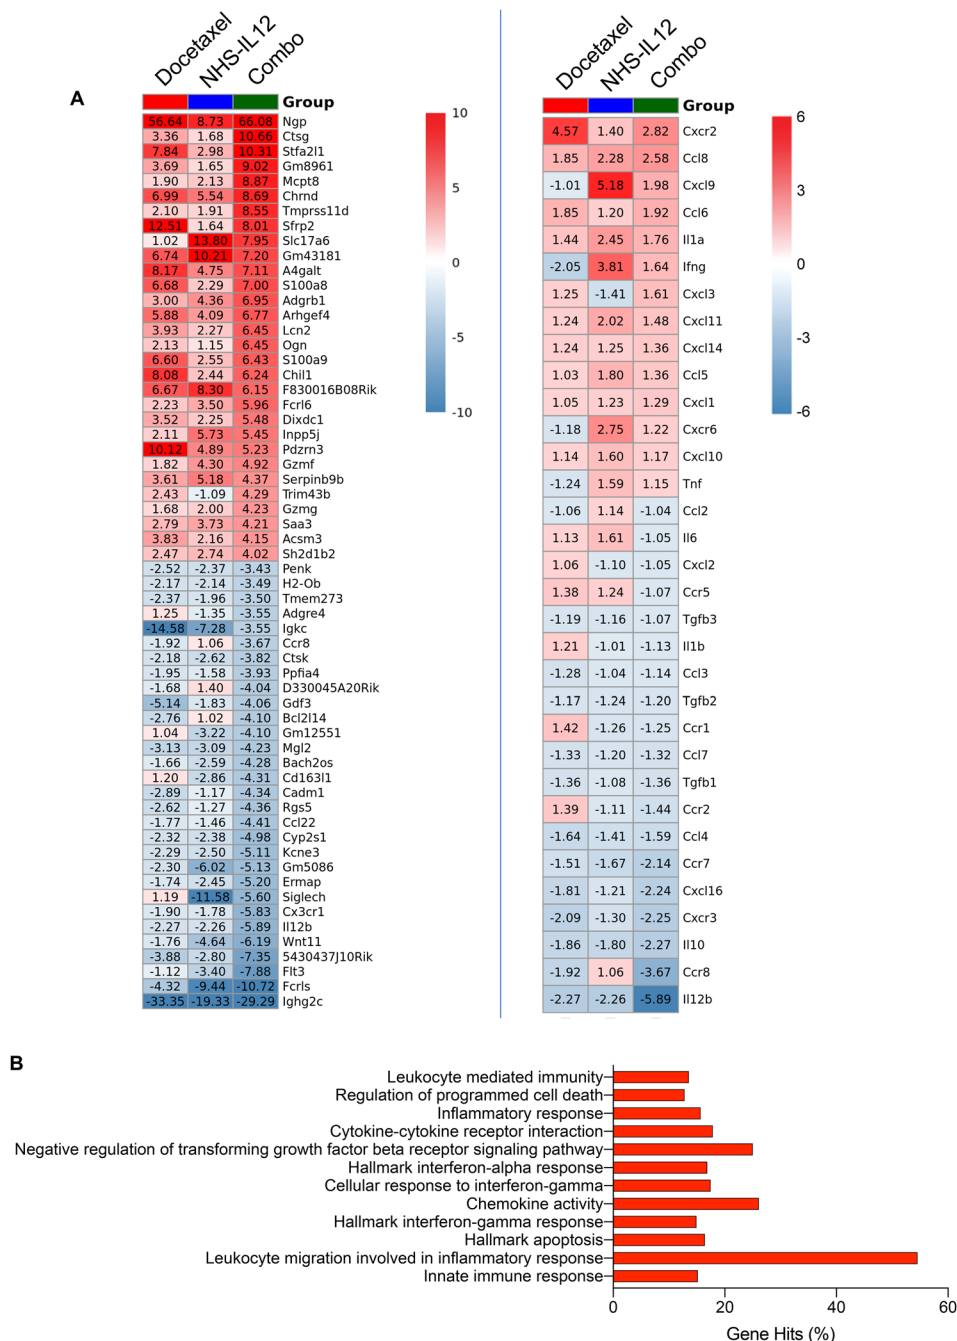 A
Docetaxel NHS-IL12 Combo
Group
56.64 8.73 66.08 Ngp
3.36 1.68 10.66 Ctsg
7.84 2.98 10.31 Stfa2l1
3.69 1.65 9.02 Gm8961
1.90 2.13 8.87 Mcpt8
6.99 5.54 8.69 Chrnd
2.10 1.91 8.55 Tmprss11d
12.51 1.64 8.01 Sfrp2
1.02 13.80 7.95 Slc17a6
6.74 10.21 7.20 Gm43181
8.17 4.75 7.11 A4galt
6.68 2.29 7.00 S100a8
3.00 4.36 6.95 Adgrb1
5.88 4.09 6.77 Arhgef4
3.93 2.27 6.45 Lcn2
2.13 1.15 6.45 Ogn
6.60 2.55 6.43 S100a9
8.08 2.44 6.24 Chil1
6.67 8.30 6.15 F830016B08Rik
2.23 3.50 5.96 Fcrl6
3.52 2.25 5.48 Dixdc1
2.11 5.73 5.45 Inpp5j
10.12 4.89 5.23 Pdzrn3
1.82 4.30 4.92 Gzmf
3.61 5.18 4.37 Serpinb9b
2.43 -1.09 4.29 Trim43b
1.68 2.00 4.23 Gzmg
2.79 3.73 4.21 Saa3
3.83 2.16 4.15 Acsm3
2.47 2.74 4.02 Sh2d1b2
-2.52 -2.37 -3.43 Penk
-2.17 -2.14 -3.49 H2-Ob
-2.37 -1.96 -3.50 Tmem273
1.25 -1.35 -3.55 Adgre4
-14.58 -7.28 -3.55 Igkc
-1.92 1.06 -3.67 Ccr8
-2.18 -2.62 -3.82 Ctsk
-1.95 -1.58 -3.93 Ppfia4
-1.68 1.40 -4.04 D330045A20Rik
-5.14 -1.83 -4.06 Gdf3
-2.76 1.02 -4.10 Bcl2l14
1.04 -3.22 -4.10 Gm12551
-3.13 -3.09 -4.23 Mgl2
-1.66 -2.59 -4.28 Bach2os
1.20 -2.86 -4.31 Cd163l1
-2.89 -1.17 -4.34 Cadm1
-2.62 -1.27 -4.36 Rgs5
-1.77 -1.46 -4.41 Ccl22
-2.32 -2.38 -4.98 Cyp2s1
-2.29 -2.50 -5.11 Kcne3
-2.30 -6.02 -5.13 Gm5086
-1.74 -2.45 -5.20 Ermap
1.19 -11.58 -5.60 Siglech
-1.90 -1.78 -5.83 Cx3cr1
-2.27 -2.26 -5.89 Il12b
-1.76 -4.64 -6.19 Wnt11
-3.88 -2.80 -7.35 5430437J10Rik
-1.12 -3.40 -7.88 Flt3
-4.32 -9.44 -10.72 Fcrls
-33.35 -19.33 -29.29 Ighg2c
10
5
0
-5
-10
Docetaxel NHS-IL12 Combo
Group
4.57 1.40 2.82 Cxcr2
1.85 2.28 2.58 Ccl8
-1.01 5.18 1.98 Cxcl9
1.85 1.20 1.92 Ccl6
1.44 2.45 1.76 Il1a
-2.05 3.81 1.64 Ifng
1.25 -1.41 1.61 Cxcl3
1.24 2.02 1.48 Cxcl11
1.24 1.25 1.36 Cxcl14
1.03 1.80 1.36 Ccl5
1.05 1.23 1.29 Cxcl1
-1.18 2.75 1.22 Cxcr6
1.14 1.60 1.17 Cxcl10
-1.24 1.59 1.15 Tnf
-1.06 1.14 -1.04 Ccl2
1.13 1.61 -1.05 Il6
1.06 -1.10 -1.05 Cxcl2
1.38 1.24 -1.07 Ccr5
-1.19 -1.16 -1.07 Tgfb3
1.21 -1.01 -1.13 Il1b
-1.28 -1.04 -1.14 Ccl3
-1.17 -1.24 -1.20 Tgfb2
1.42 -1.26 -1.25 Ccr1
-1.33 -1.20 -1.32 Ccl7
-1.36 -1.08 -1.36 Tgfb1
1.39 -1.11 -1.44 Ccr2
-1.64 -1.41 -1.59 Ccl4
-1.51 -1.67 -2.14 Ccr7
-1.81 -1.21 -2.24 Cxcl16
-2.09 -1.30 -2.25 Cxcr3
-1.86 -1.80 -2.27 Il10
-1.92 1.06 -3.67 Ccr8
-2.27 -2.26 -5.89 Il12b
6
3
0
-3
-6
B
Leukocyte mediated immunity
Regulation of programmed cell death
Inflammatory response
Cytokine-cytokine receptor interaction
Negative regulation of transforming growth factor beta receptor signaling pathway
Hallmark interferon-alpha response
Cellular response to interferon-gamma
Chemokine activity
Hallmark interferon-gamma response
Hallmark apoptosis
Leukocyte migration involved in inflammatory response
Innate immune response
0 20 40 60
Gene Hits (%)